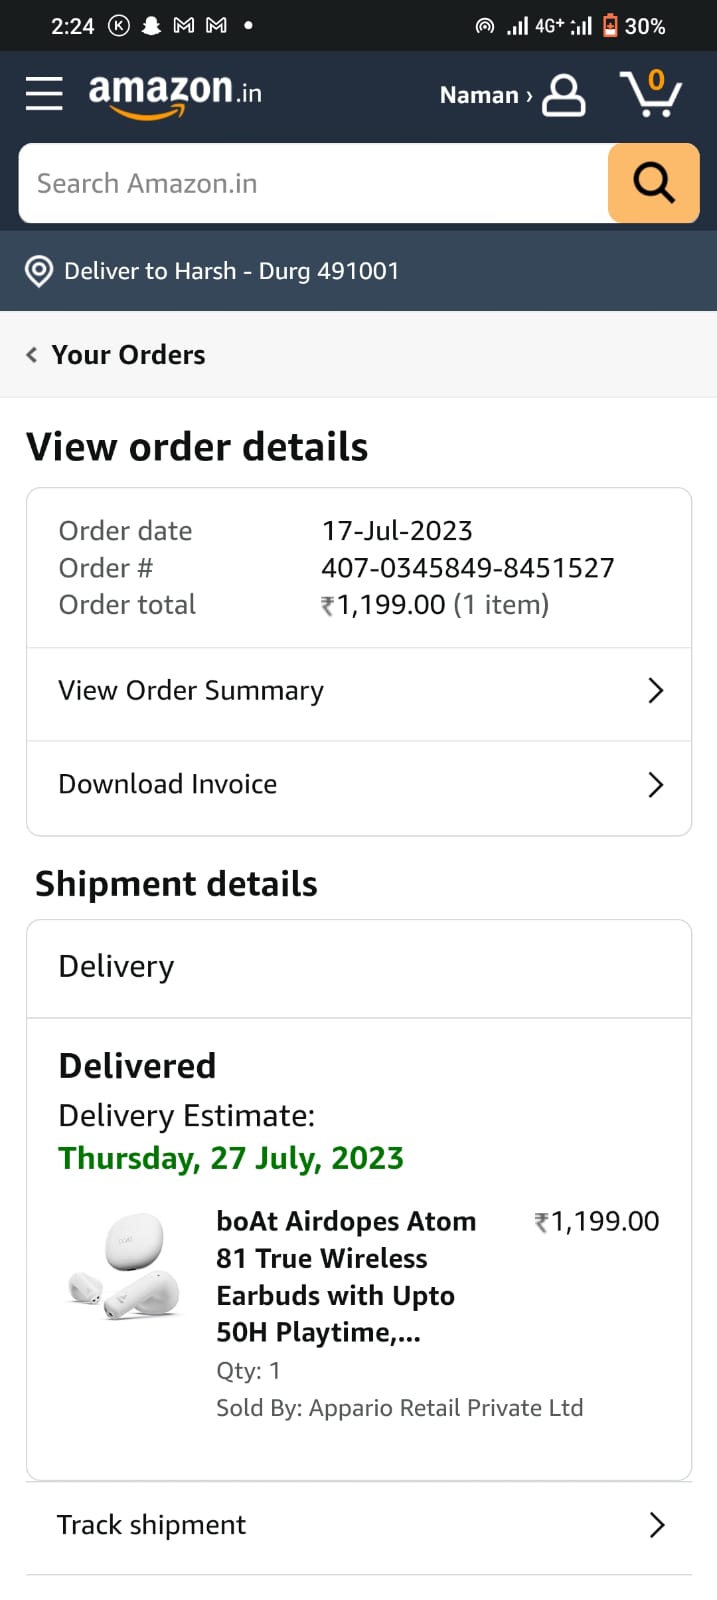 2:24 K 4G+ 30%
amazon.in Naman › 0
Search Amazon.in
Deliver to Harsh - Durg 491001
‹ Your Orders
View order details
Order date 17-Jul-2023
Order # 407-0345849-8451527
Order total ₹1,199.00 (1 item)
View Order Summary
Download Invoice
Shipment details
Delivery
Delivered
Delivery Estimate:
Thursday, 27 July, 2023
boAt Airdopes Atom ₹1,199.00
81 True Wireless
Earbuds with Upto
50H Playtime,...
Qty: 1
Sold By: Appario Retail Private Ltd
Track shipment